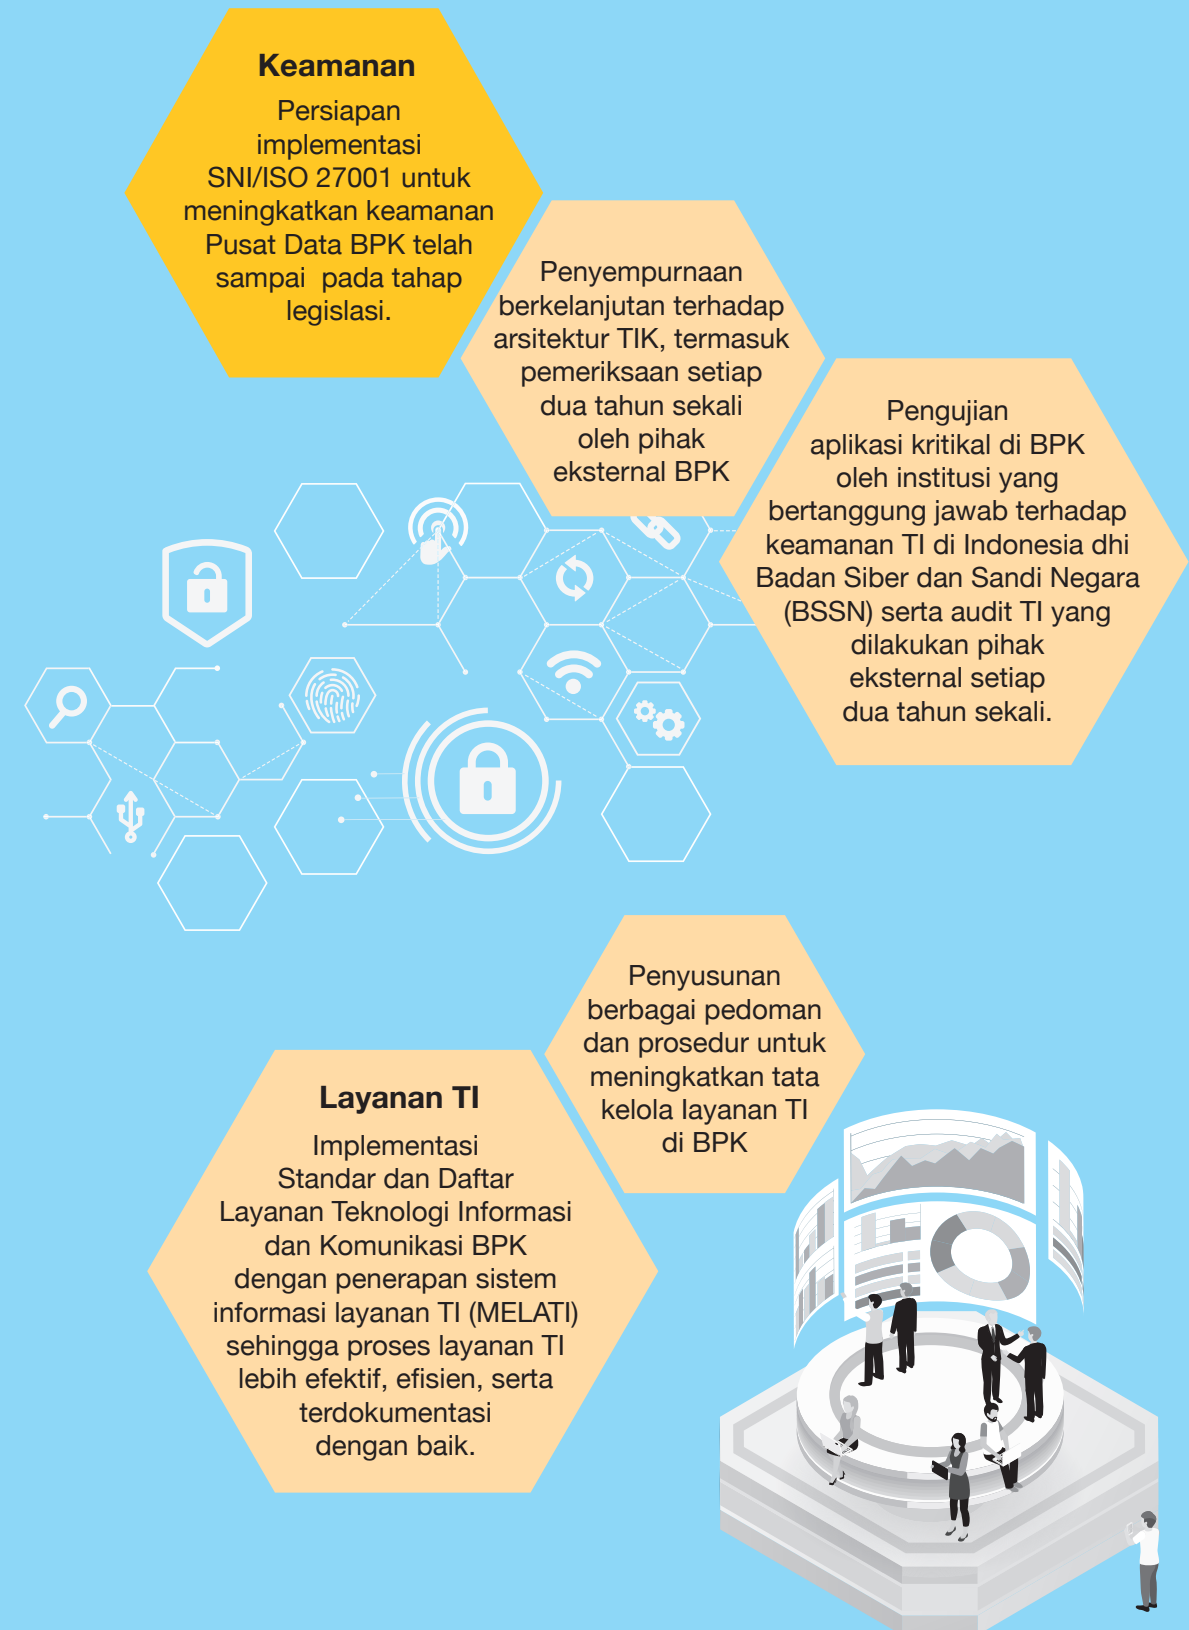 Keamanan
Persiapan
implementasi
SNI/ISO 27001 untuk
meningkatkan keamanan
Pusat Data BPK telah
sampai  pada tahap
legislasi.
Penyempurnaan
berkelanjutan terhadap
arsitektur TIK, termasuk
pemeriksaan setiap
dua tahun sekali
oleh pihak
eksternal BPK
Pengujian
aplikasi kritikal di BPK
oleh institusi yang
bertanggung jawab terhadap
keamanan TI di Indonesia dhi
Badan Siber dan Sandi Negara
(BSSN) serta audit TI yang
dilakukan pihak
eksternal setiap
dua tahun sekali.
Penyusunan
berbagai pedoman
dan prosedur untuk
meningkatkan tata
kelola layanan TI
di BPK
Layanan TI
Implementasi
Standar dan Daftar
Layanan Teknologi Informasi
dan Komunikasi BPK
dengan penerapan sistem
informasi layanan TI (MELATI)
sehingga proses layanan TI
lebih efektif, efisien, serta
terdokumentasi
dengan baik.